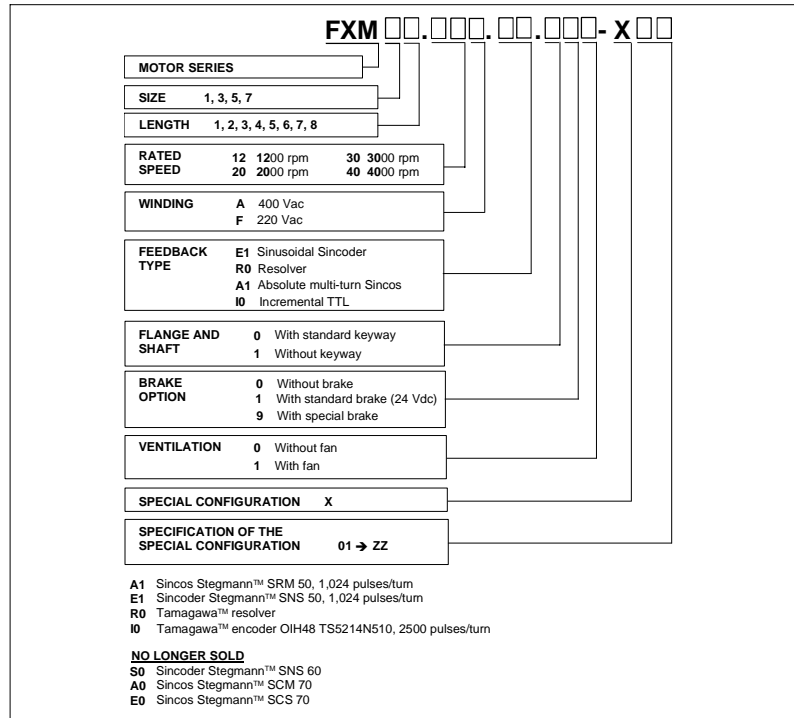 FXM □□.□□□.□□.□□□- X□□
MOTOR SERIES
SIZE 1, 3, 5, 7
LENGTH 1, 2, 3, 4, 5, 6, 7, 8
RATED SPEED
12 1200 rpm 30 3000 rpm
20 2000 rpm 40 4000 rpm
WINDING
A 400 Vac
F 220 Vac
FEEDBACK TYPE
E1 Sinusoidal Sincoder
R0 Resolver
A1 Absolute multi-turn Sincos
I0 Incremental TTL
FLANGE AND SHAFT
0 With standard keyway
1 Without keyway
BRAKE OPTION
0 Without brake
1 With standard brake (24 Vdc)
9 With special brake
VENTILATION
0 Without fan
1 With fan
SPECIAL CONFIGURATION X
SPECIFICATION OF THE
SPECIAL CONFIGURATION 01 ➔ ZZ
A1 Sincos Stegmann™ SRM 50, 1,024 pulses/turn
E1 Sincoder Stegmann™ SNS 50, 1,024 pulses/turn
R0 Tamagawa™ resolver
I0 Tamagawa™ encoder OIH48 TS5214N510, 2500 pulses/turn
NO LONGER SOLD
S0 Sincoder Stegmann™ SNS 60
A0 Sincos Stegmann™ SCM 70
E0 Sincos Stegmann™ SCS 70